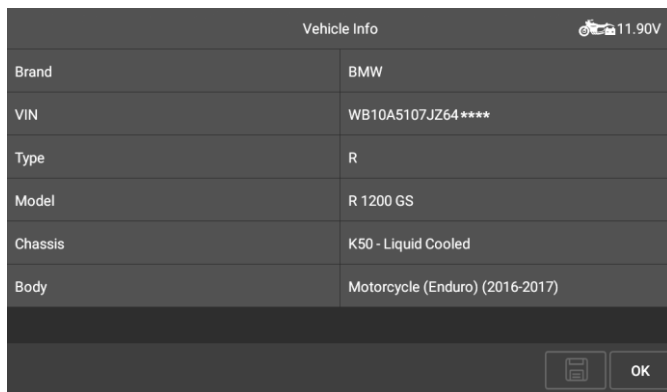 Vehicle Info 11.90V
Brand BMW
VIN WB10A5107JZ64****
Type R
Model R 1200 GS
Chassis K50 - Liquid Cooled
Body Motorcycle (Enduro) (2016-2017)
OK